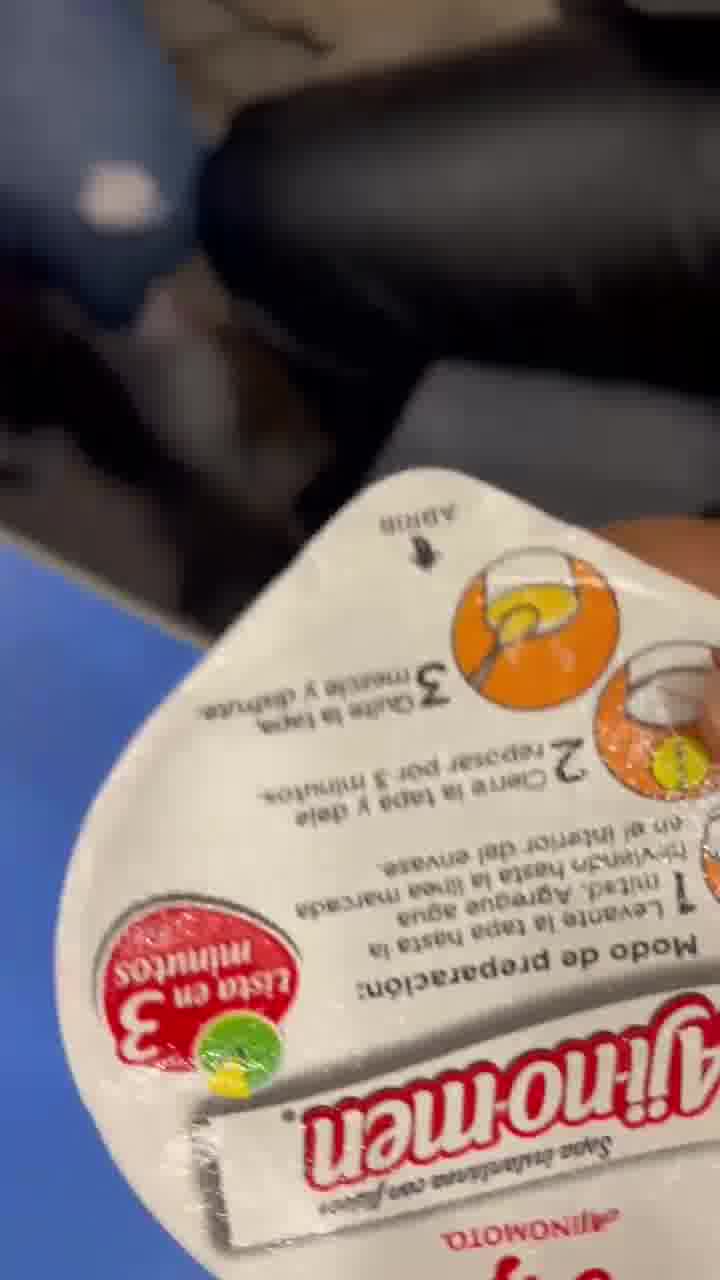 AJINOMOTO
Sopa instantánea con fideos
Aji-no-men
Modo de preparación:
1 Levante la tapa hasta la
mitad. Agregue agua
hirviendo hasta la línea marcada
en el interior del envase.
2 Cierre la tapa y deje
reposar por 3 minutos.
3 Quite la tapa,
mezcle y disfrute.
ABRIR
Lista en
3 minutos